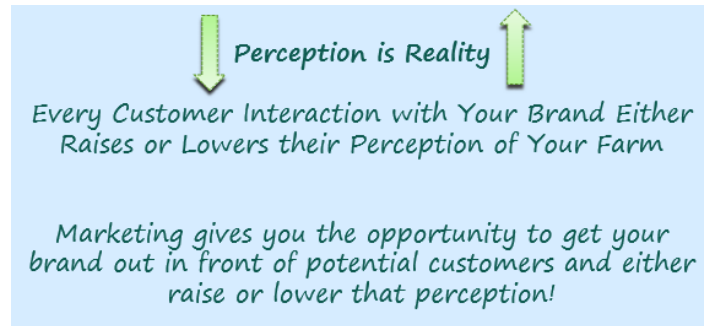 Perception is Reality
Every Customer Interaction with Your Brand Either
Raises or Lowers their Perception of Your Farm
Marketing gives you the opportunity to get your
brand out in front of potential customers and either
raise or lower that perception!